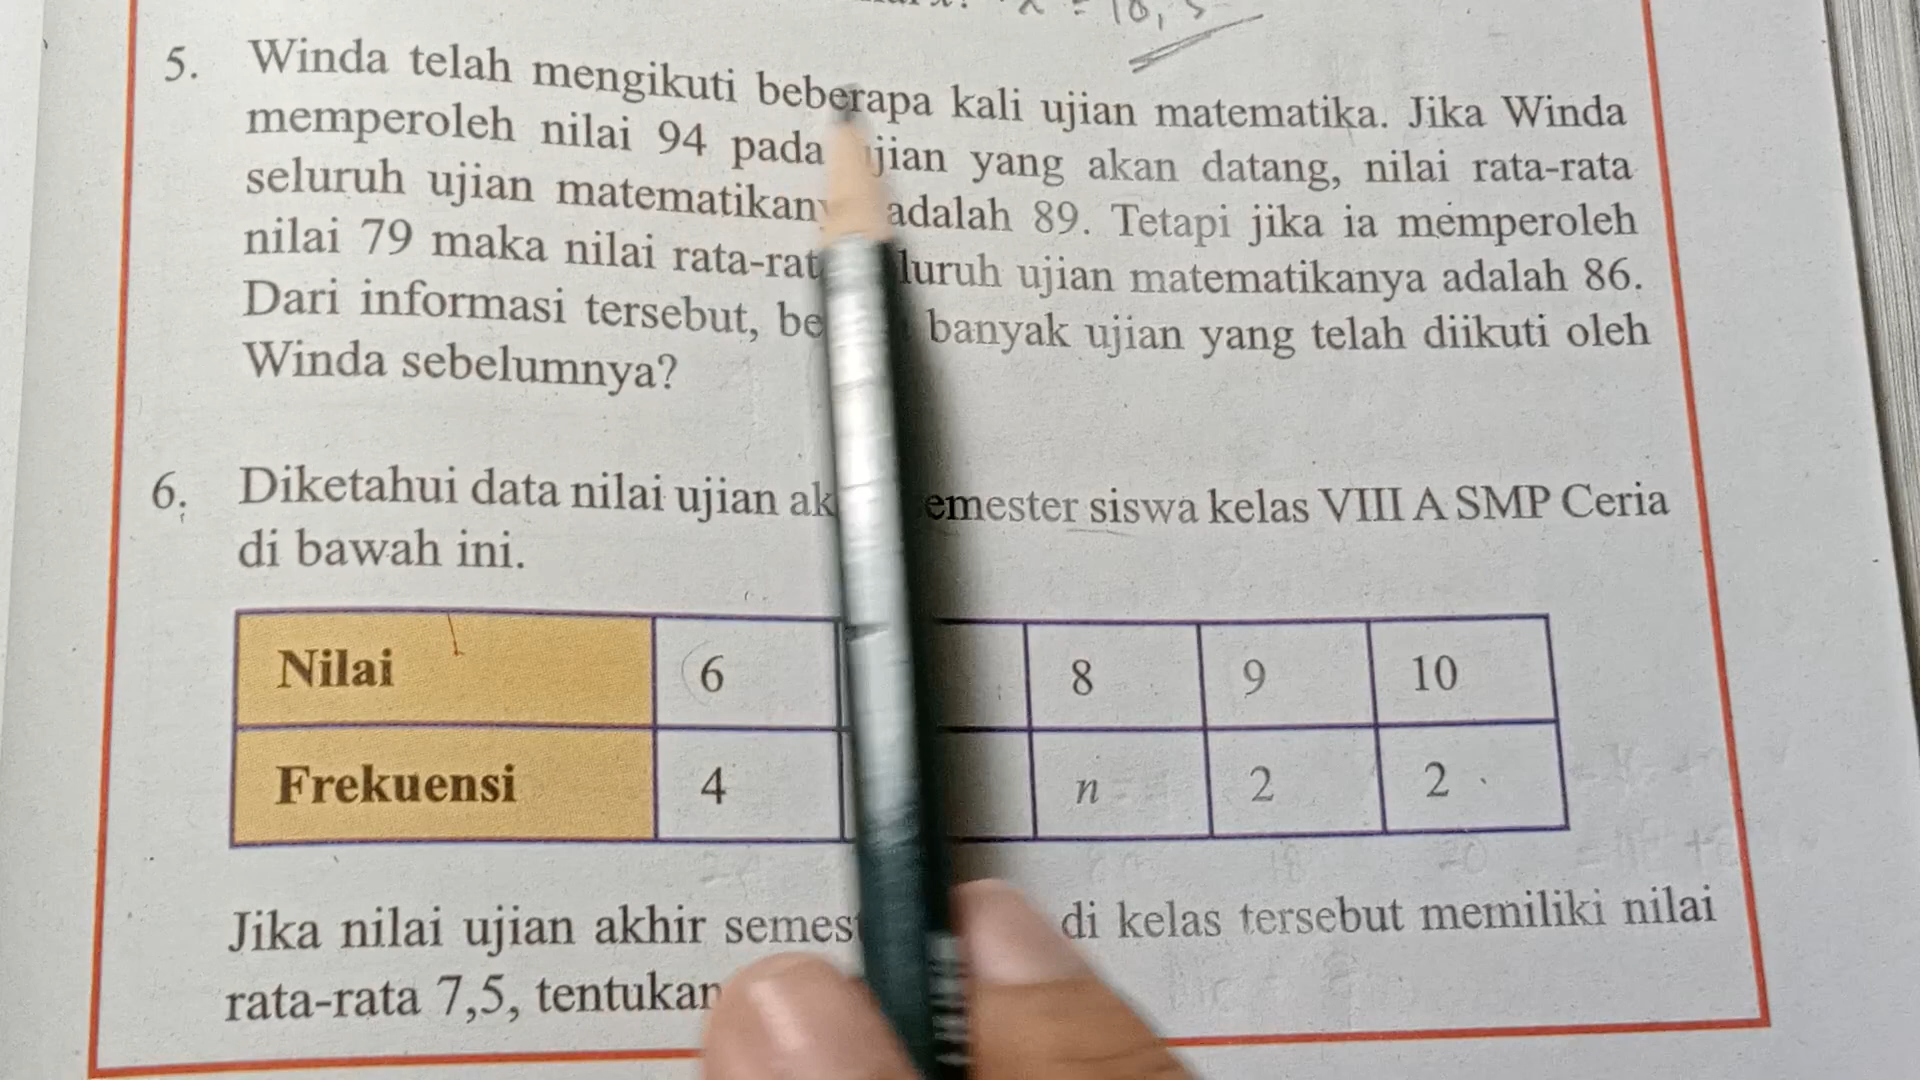 x = 10,5
5. Winda telah mengikuti beberapa kali ujian matematika. Jika Winda
memperoleh nilai 94 pada jian yang akan datang, nilai rata-rata
seluruh ujian matematikan adalah 89. Tetapi jika ia memperoleh
nilai 79 maka nilai rata-rat luruh ujian matematikanya adalah 86.
Dari informasi tersebut, be banyak ujian yang telah diikuti oleh
Winda sebelumnya?
6. Diketahui data nilai ujian ak emester siswa kelas VIII A SMP Ceria
di bawah ini.
Nilai 6 8 9 10
Frekuensi 4 n 2 2
Jika nilai ujian akhir semes di kelas tersebut memiliki nilai
rata-rata 7,5, tentukan